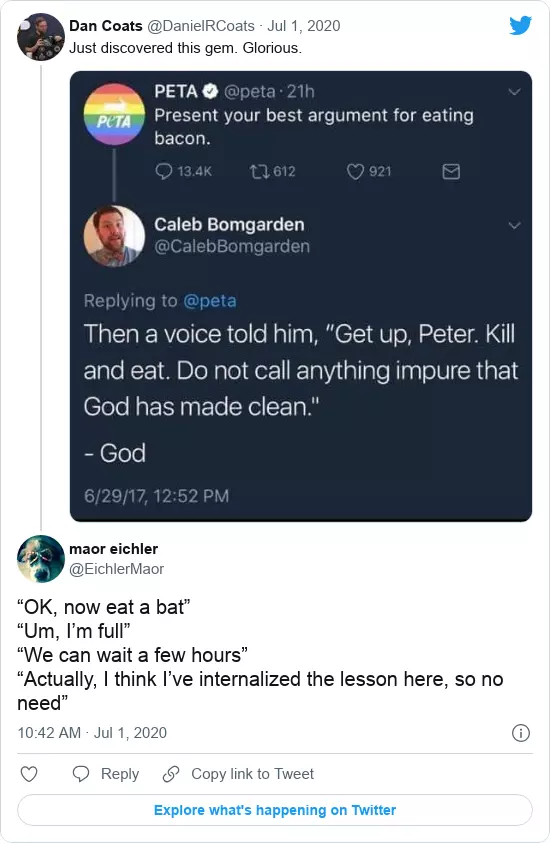 Dan Coats @DanielRCoats · Jul 1, 2020
Just discovered this gem. Glorious.
PETA
PETA @peta · 21h
Present your best argument for eating
bacon.
13.4K 612 921
Caleb Bomgarden
@CalebBomgarden
Replying to @peta
Then a voice told him, "Get up, Peter. Kill
and eat. Do not call anything impure that
God has made clean."
- God
6/29/17, 12:52 PM
maor eichler
@EichlerMaor
“OK, now eat a bat”
“Um, I’m full”
“We can wait a few hours”
“Actually, I think I’ve internalized the lesson here, so no
need”
10:42 AM · Jul 1, 2020
Reply Copy link to Tweet
Explore what's happening on Twitter